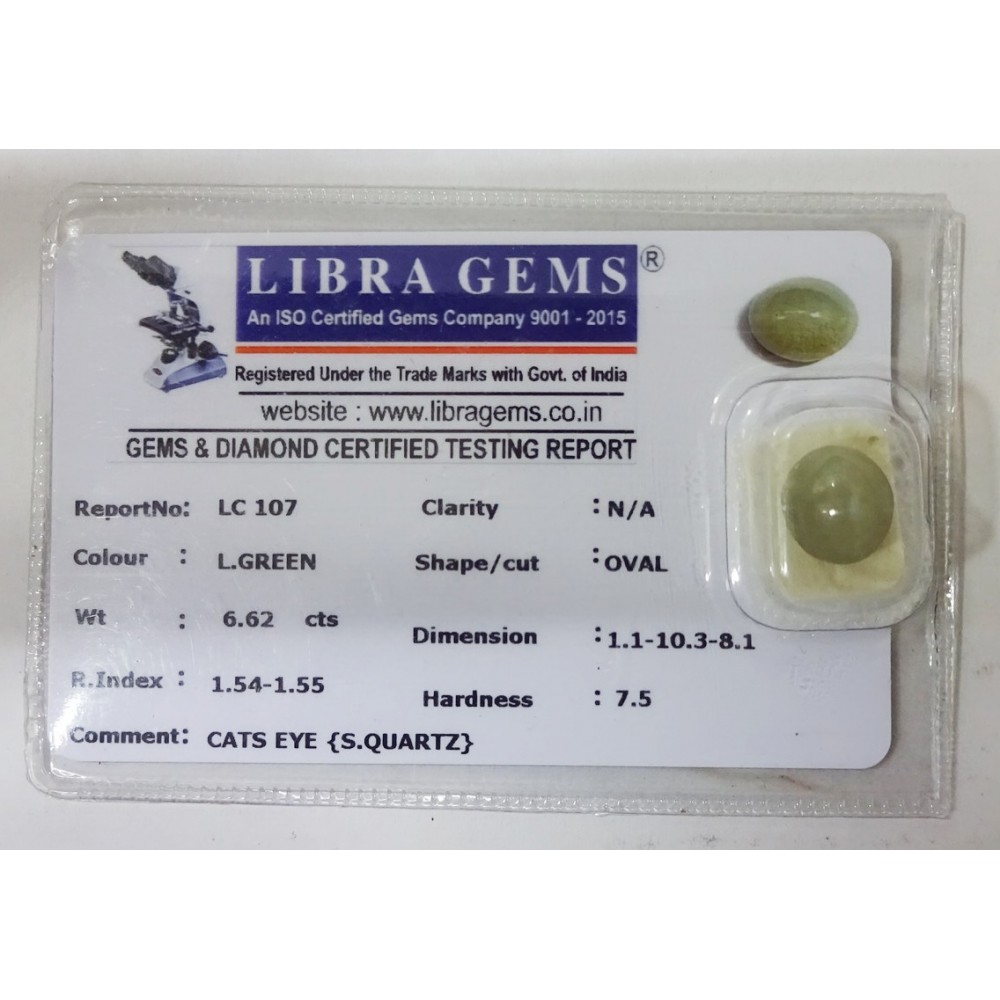 LIBRA GEMS ®
An ISO Certified Gems Company 9001 - 2015
Registered Under the Trade Marks with Govt. of India
website : www.libragems.co.in
GEMS & DIAMOND CERTIFIED TESTING REPORT
ReportNo: LC 107 Clarity : N/A
Colour : L.GREEN Shape/cut : OVAL
Wt : 6.62 cts Dimension : 1.1-10.3-8.1
R.Index : 1.54-1.55 Hardness : 7.5
Comment: CATS EYE {S.QUARTZ}